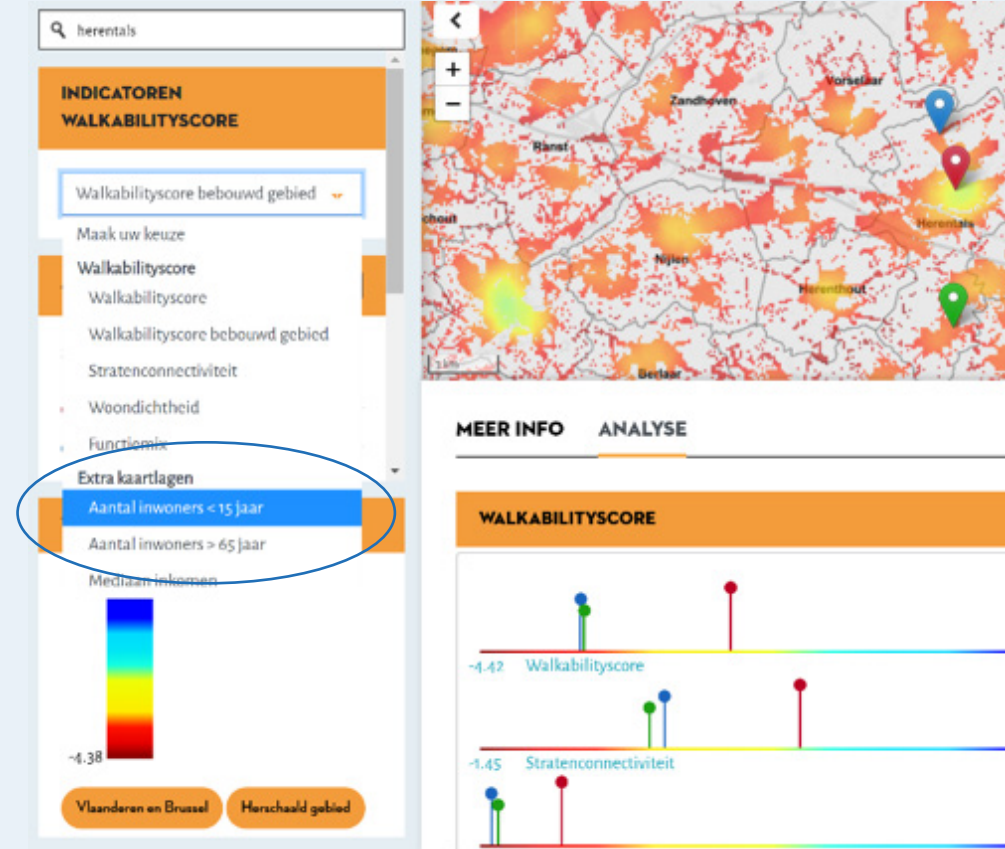 herentals
INDICATOREN
WALKABILITYSCORE
Walkabilityscore bebouwd gebied
Maak uw keuze
Walkabilityscore
Walkabilityscore
Walkabilityscore bebouwd gebied
Stratenconnectiviteit
Woondichtheid
Functiemix
Extra kaartlagen
Aantal inwoners < 15 jaar
Aantal inwoners > 65 jaar
Mediaan inkomen
-4.38
Vlaanderen en Brussel
Herschaald gebied
+
−
Vorselaar
Zandhoven
Ranst
chout
Herentals
Nijlen
Herenthout
Berlaar
MEER INFO ANALYSE
WALKABILITYSCORE
-4.42 Walkabilityscore
-1.45 Stratenconnectiviteit